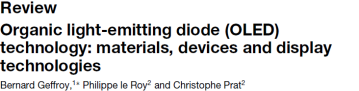 Review
Organic light-emitting diode (OLED)
technology: materials, devices and display
technologies
Bernard Geffroy,1* Philippe le Roy2 and Christophe Prat2